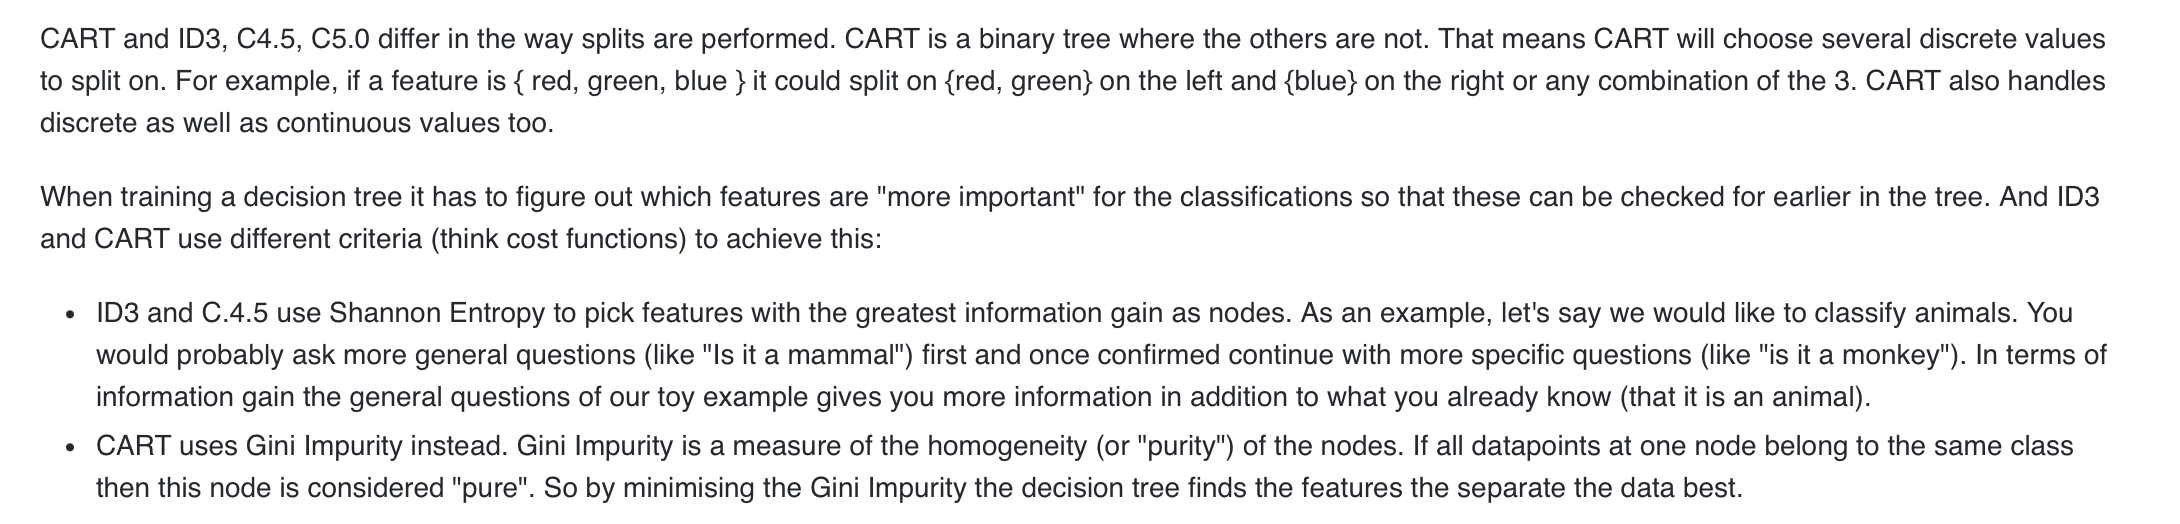 CART and ID3, C4.5, C5.0 differ in the way splits are performed. CART is a binary tree where the others are not. That means CART will choose several discrete values
to split on. For example, if a feature is { red, green, blue } it could split on {red, green} on the left and {blue} on the right or any combination of the 3. CART also handles
discrete as well as continuous values too.
When training a decision tree it has to figure out which features are "more important" for the classifications so that these can be checked for earlier in the tree. And ID3
and CART use different criteria (think cost functions) to achieve this:
• ID3 and C.4.5 use Shannon Entropy to pick features with the greatest information gain as nodes. As an example, let's say we would like to classify animals. You
would probably ask more general questions (like "Is it a mammal") first and once confirmed continue with more specific questions (like "is it a monkey"). In terms of
information gain the general questions of our toy example gives you more information in addition to what you already know (that it is an animal).
• CART uses Gini Impurity instead. Gini Impurity is a measure of the homogeneity (or "purity") of the nodes. If all datapoints at one node belong to the same class
then this node is considered "pure". So by minimising the Gini Impurity the decision tree finds the features the separate the data best.